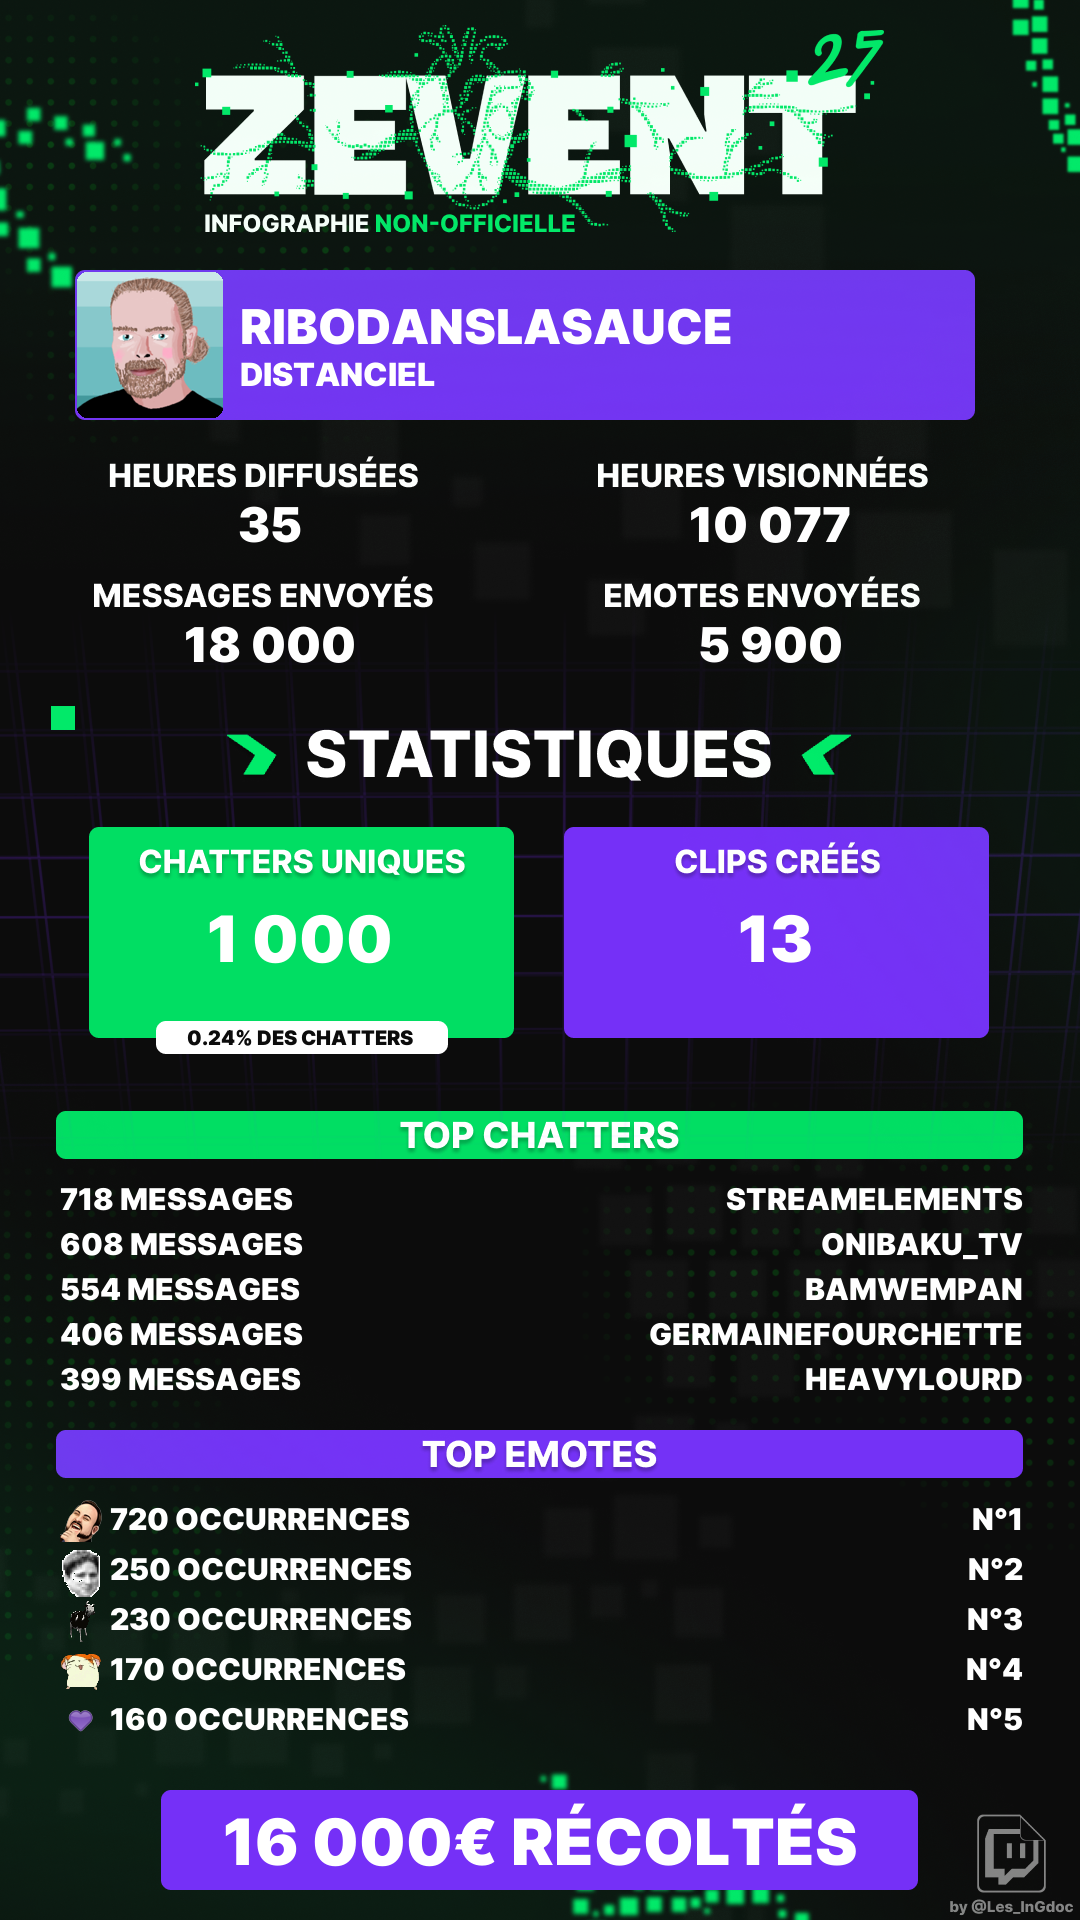 ZEVENT 25
INFOGRAPHIE NON-OFFICIELLE
RIBODANSLASAUCE
DISTANCIEL
HEURES DIFFUSÉES
35
HEURES VISIONNÉES
10 077
MESSAGES ENVOYÉS
18 000
EMOTES ENVOYÉES
5 900
STATISTIQUES
CHATTERS UNIQUES
1 000
0.24% DES CHATTERS
CLIPS CRÉÉS
13
TOP CHATTERS
718 MESSAGES STREAMELEMENTS
608 MESSAGES ONIBAKU_TV
554 MESSAGES BAMWEMPAN
406 MESSAGES GERMAINEFOURCHETTE
399 MESSAGES HEAVYLOURD
TOP EMOTES
720 OCCURRENCES N°1
250 OCCURRENCES N°2
230 OCCURRENCES N°3
170 OCCURRENCES N°4
160 OCCURRENCES N°5
16 000€ RÉCOLTÉS
by @Les_InGdoc